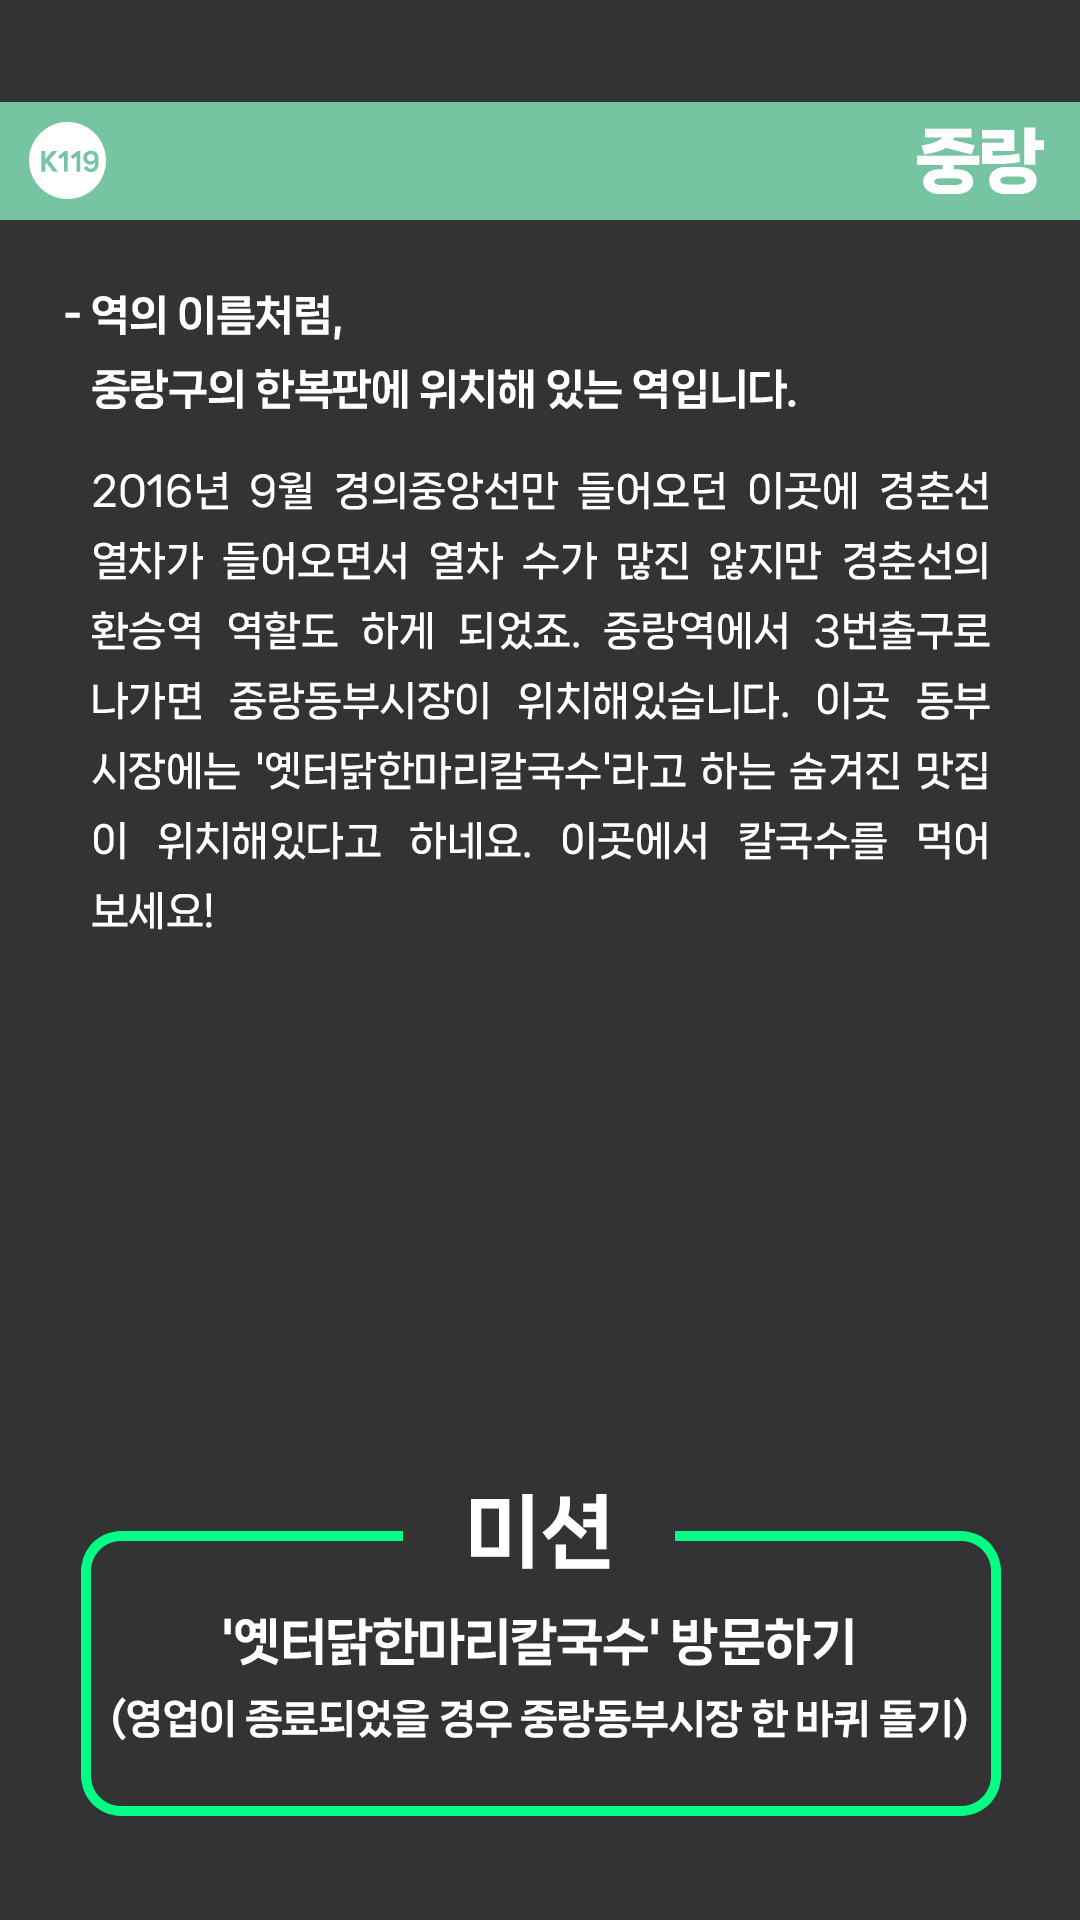 K119
중랑
- 역의 이름처럼,
중랑구의 한복판에 위치해 있는 역입니다.
2016년 9월 경의중앙선만 들어오던 이곳에 경춘선
열차가 들어오면서 열차 수가 많진 않지만 경춘선의
환승역 역할도 하게 되었죠. 중랑역에서 3번출구로
나가면 중랑동부시장이 위치해있습니다. 이곳 동부
시장에는 '옛터닭한마리칼국수'라고 하는 숨겨진 맛집
이 위치해있다고 하네요. 이곳에서 칼국수를 먹어
보세요!
미션
'옛터닭한마리칼국수' 방문하기
(영업이 종료되었을 경우 중랑동부시장 한 바퀴 돌기)